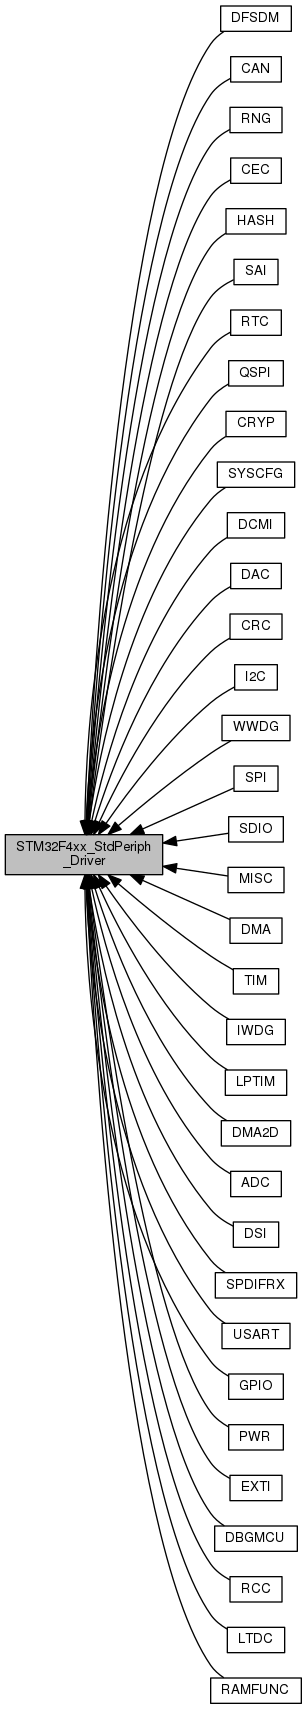 DFSDM
CAN
RNG
CEC
HASH
SAI
RTC
QSPI
CRYP
SYSCFG
DCMI
DAC
CRC
I2C
WWDG
SPI
SDIO
STM32F4xx_StdPeriph
_Driver
MISC
DMA
TIM
IWDG
LPTIM
DMA2D
ADC
DSI
SPDIFRX
USART
GPIO
PWR
EXTI
DBGMCU
RCC
LTDC
RAMFUNC